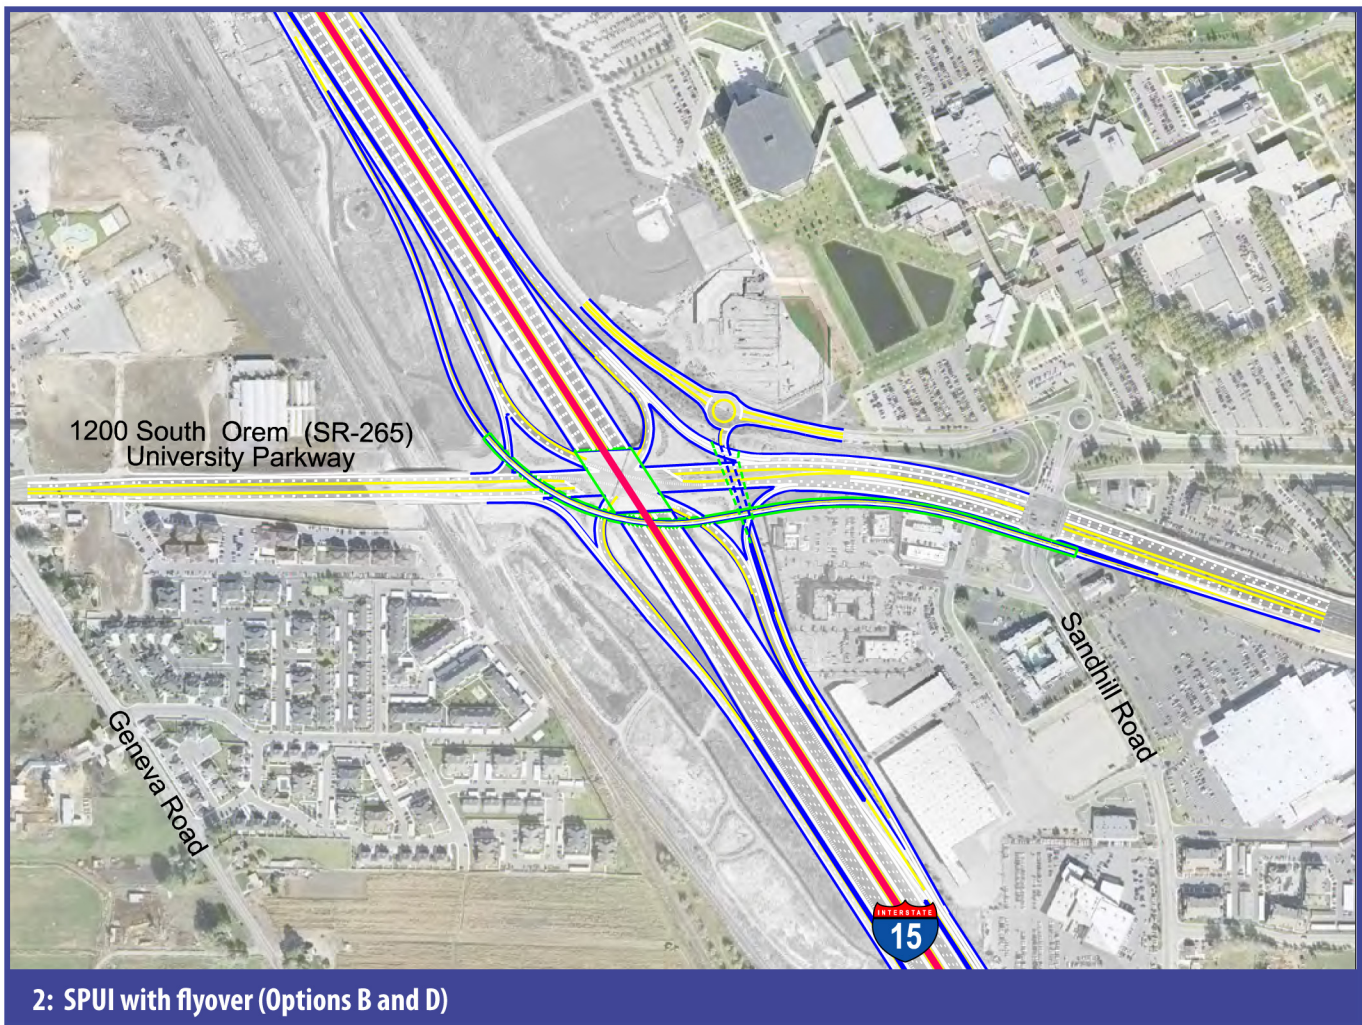 1200 South Orem (SR-265)
University Parkway
Geneva Road
Sandhill Road
INTERSTATE
15
2: SPUI with flyover (Options B and D)